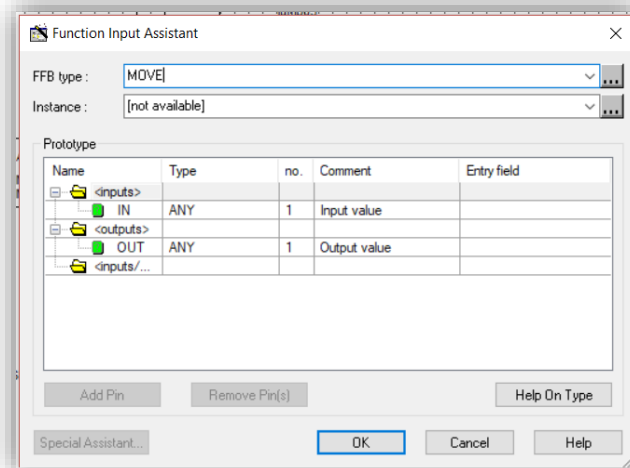 Function Input Assistant
FFB type :
MOVE
...
Instance :
[not available]
...
Prototype
Name Type no. Comment Entry field
<inputs>
IN ANY 1 Input value
<outputs>
OUT ANY 1 Output value
<inputs/...
Add Pin Remove Pin(s) Help On Type
Special Assistant... OK Cancel Help